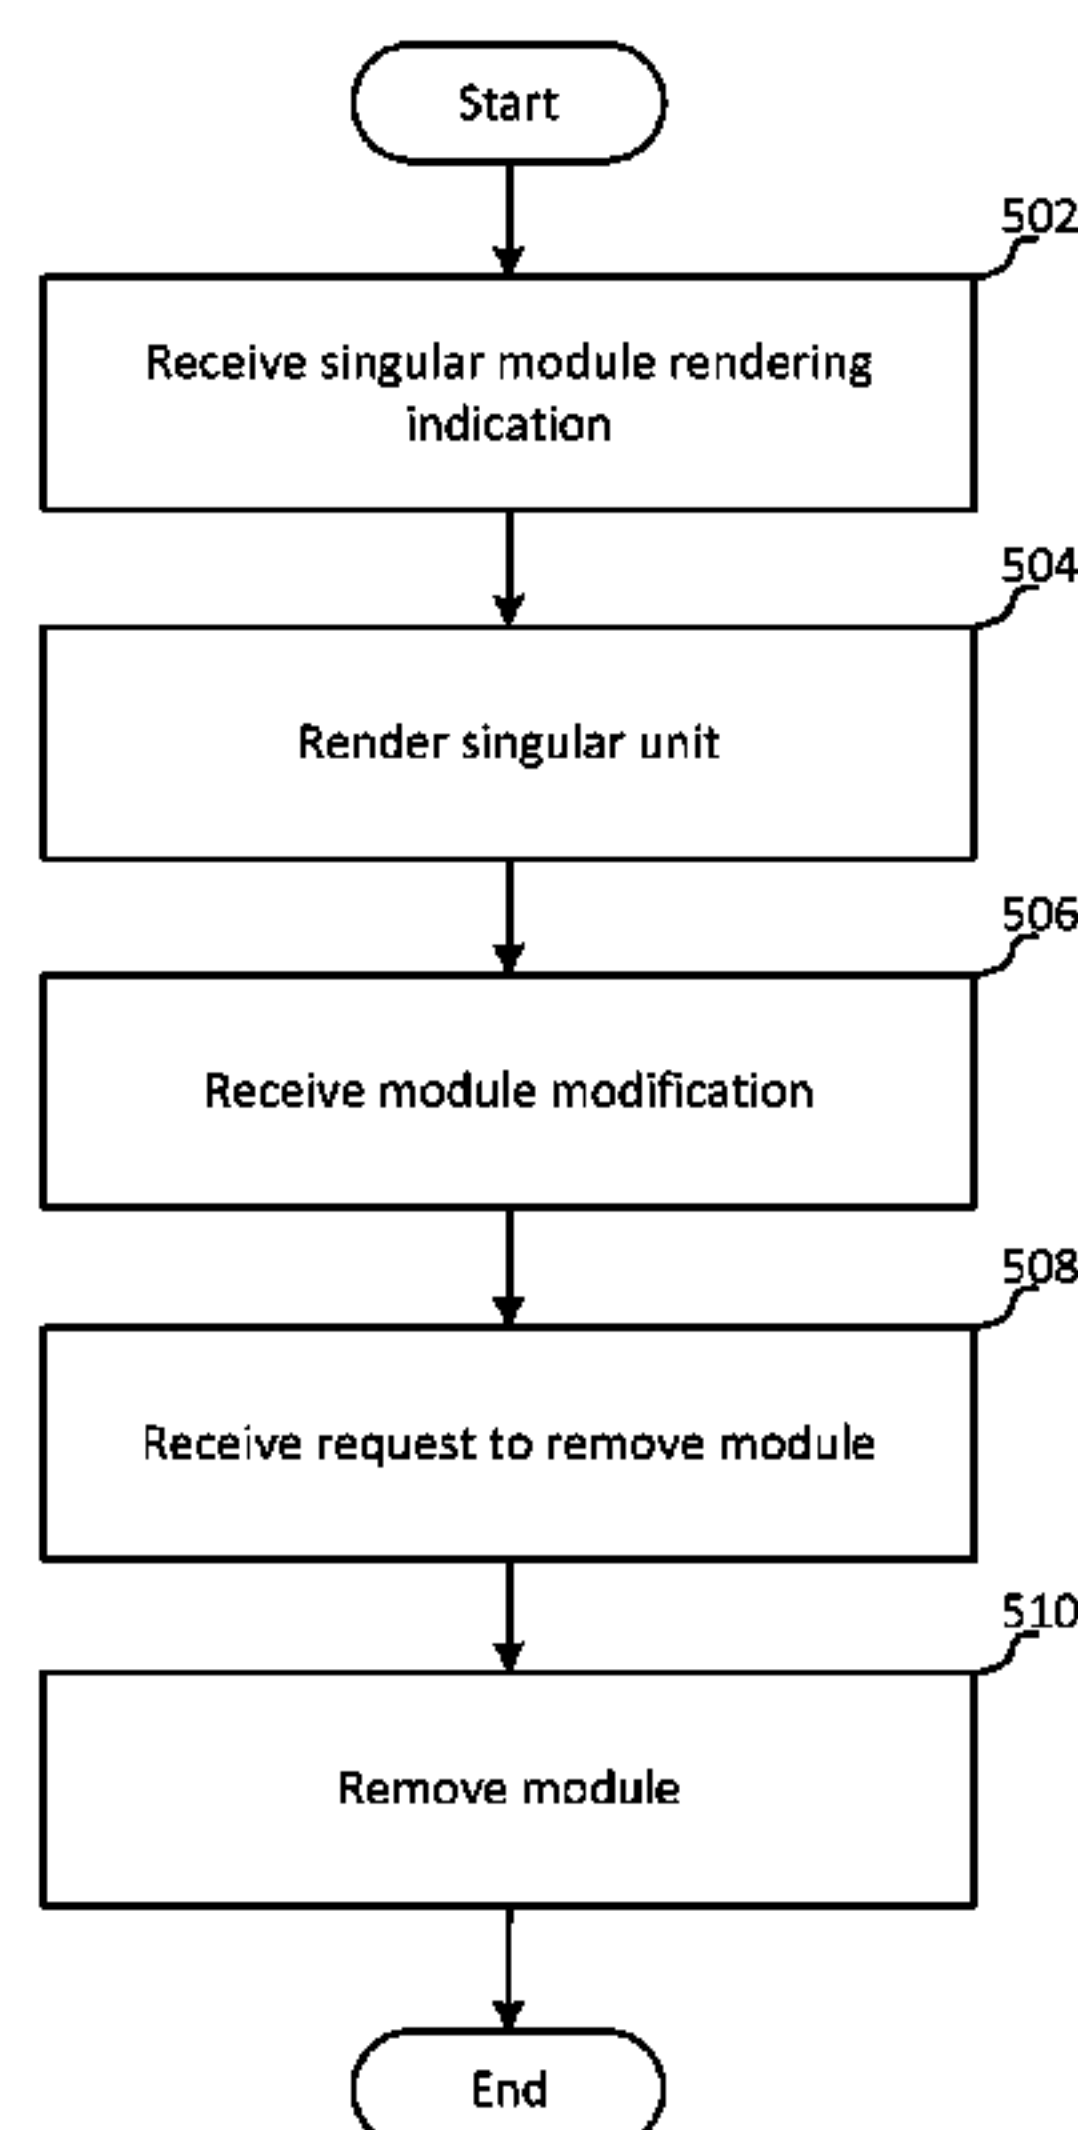 Start
502
Receive singular module rendering
indication
504
Render singular unit
506
Receive module modification
508
Receive request to remove module
510
Remove module
End